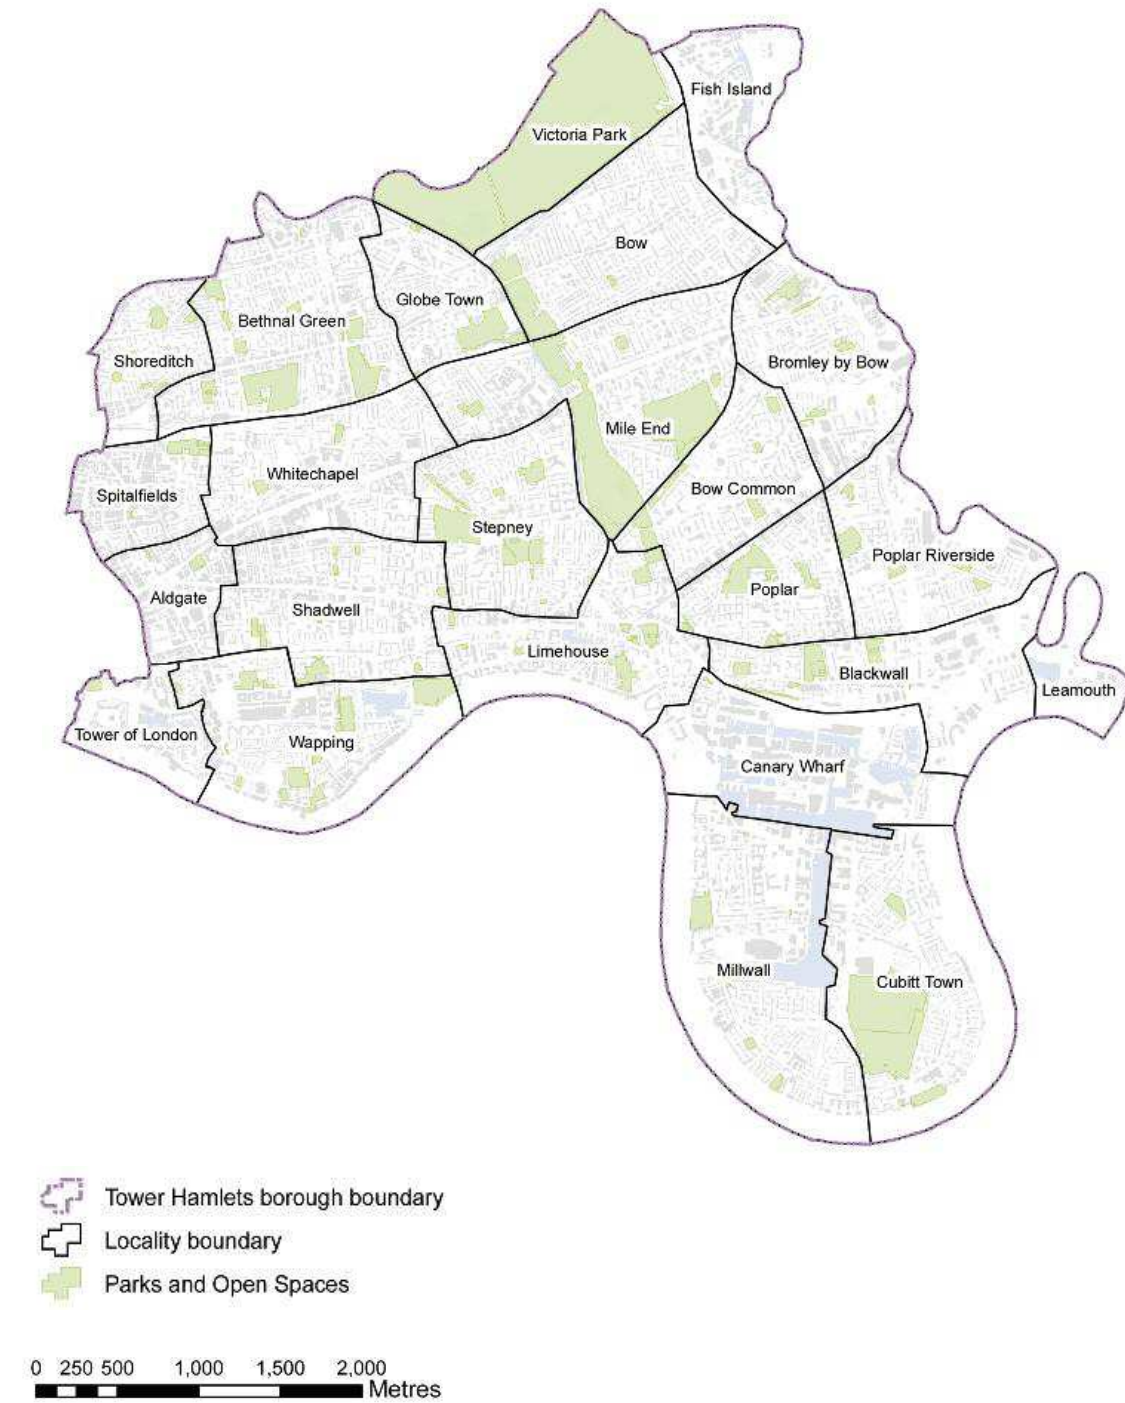 Fish Island
Victoria Park
Bow
Globe Town
Bethnal Green
Shoreditch
Bromley by Bow
Mile End
Whitechapel
Bow Common
Spitalfields
Stepney
Poplar Riverside
Poplar
Aldgate
Shadwell
Limehouse
Blackwall
Leamouth
Tower of London
Wapping
Canary Wharf
Millwall
Cubitt Town
Tower Hamlets borough boundary
Locality boundary
Parks and Open Spaces
0 250 500 1,000 1,500 2,000
Metres